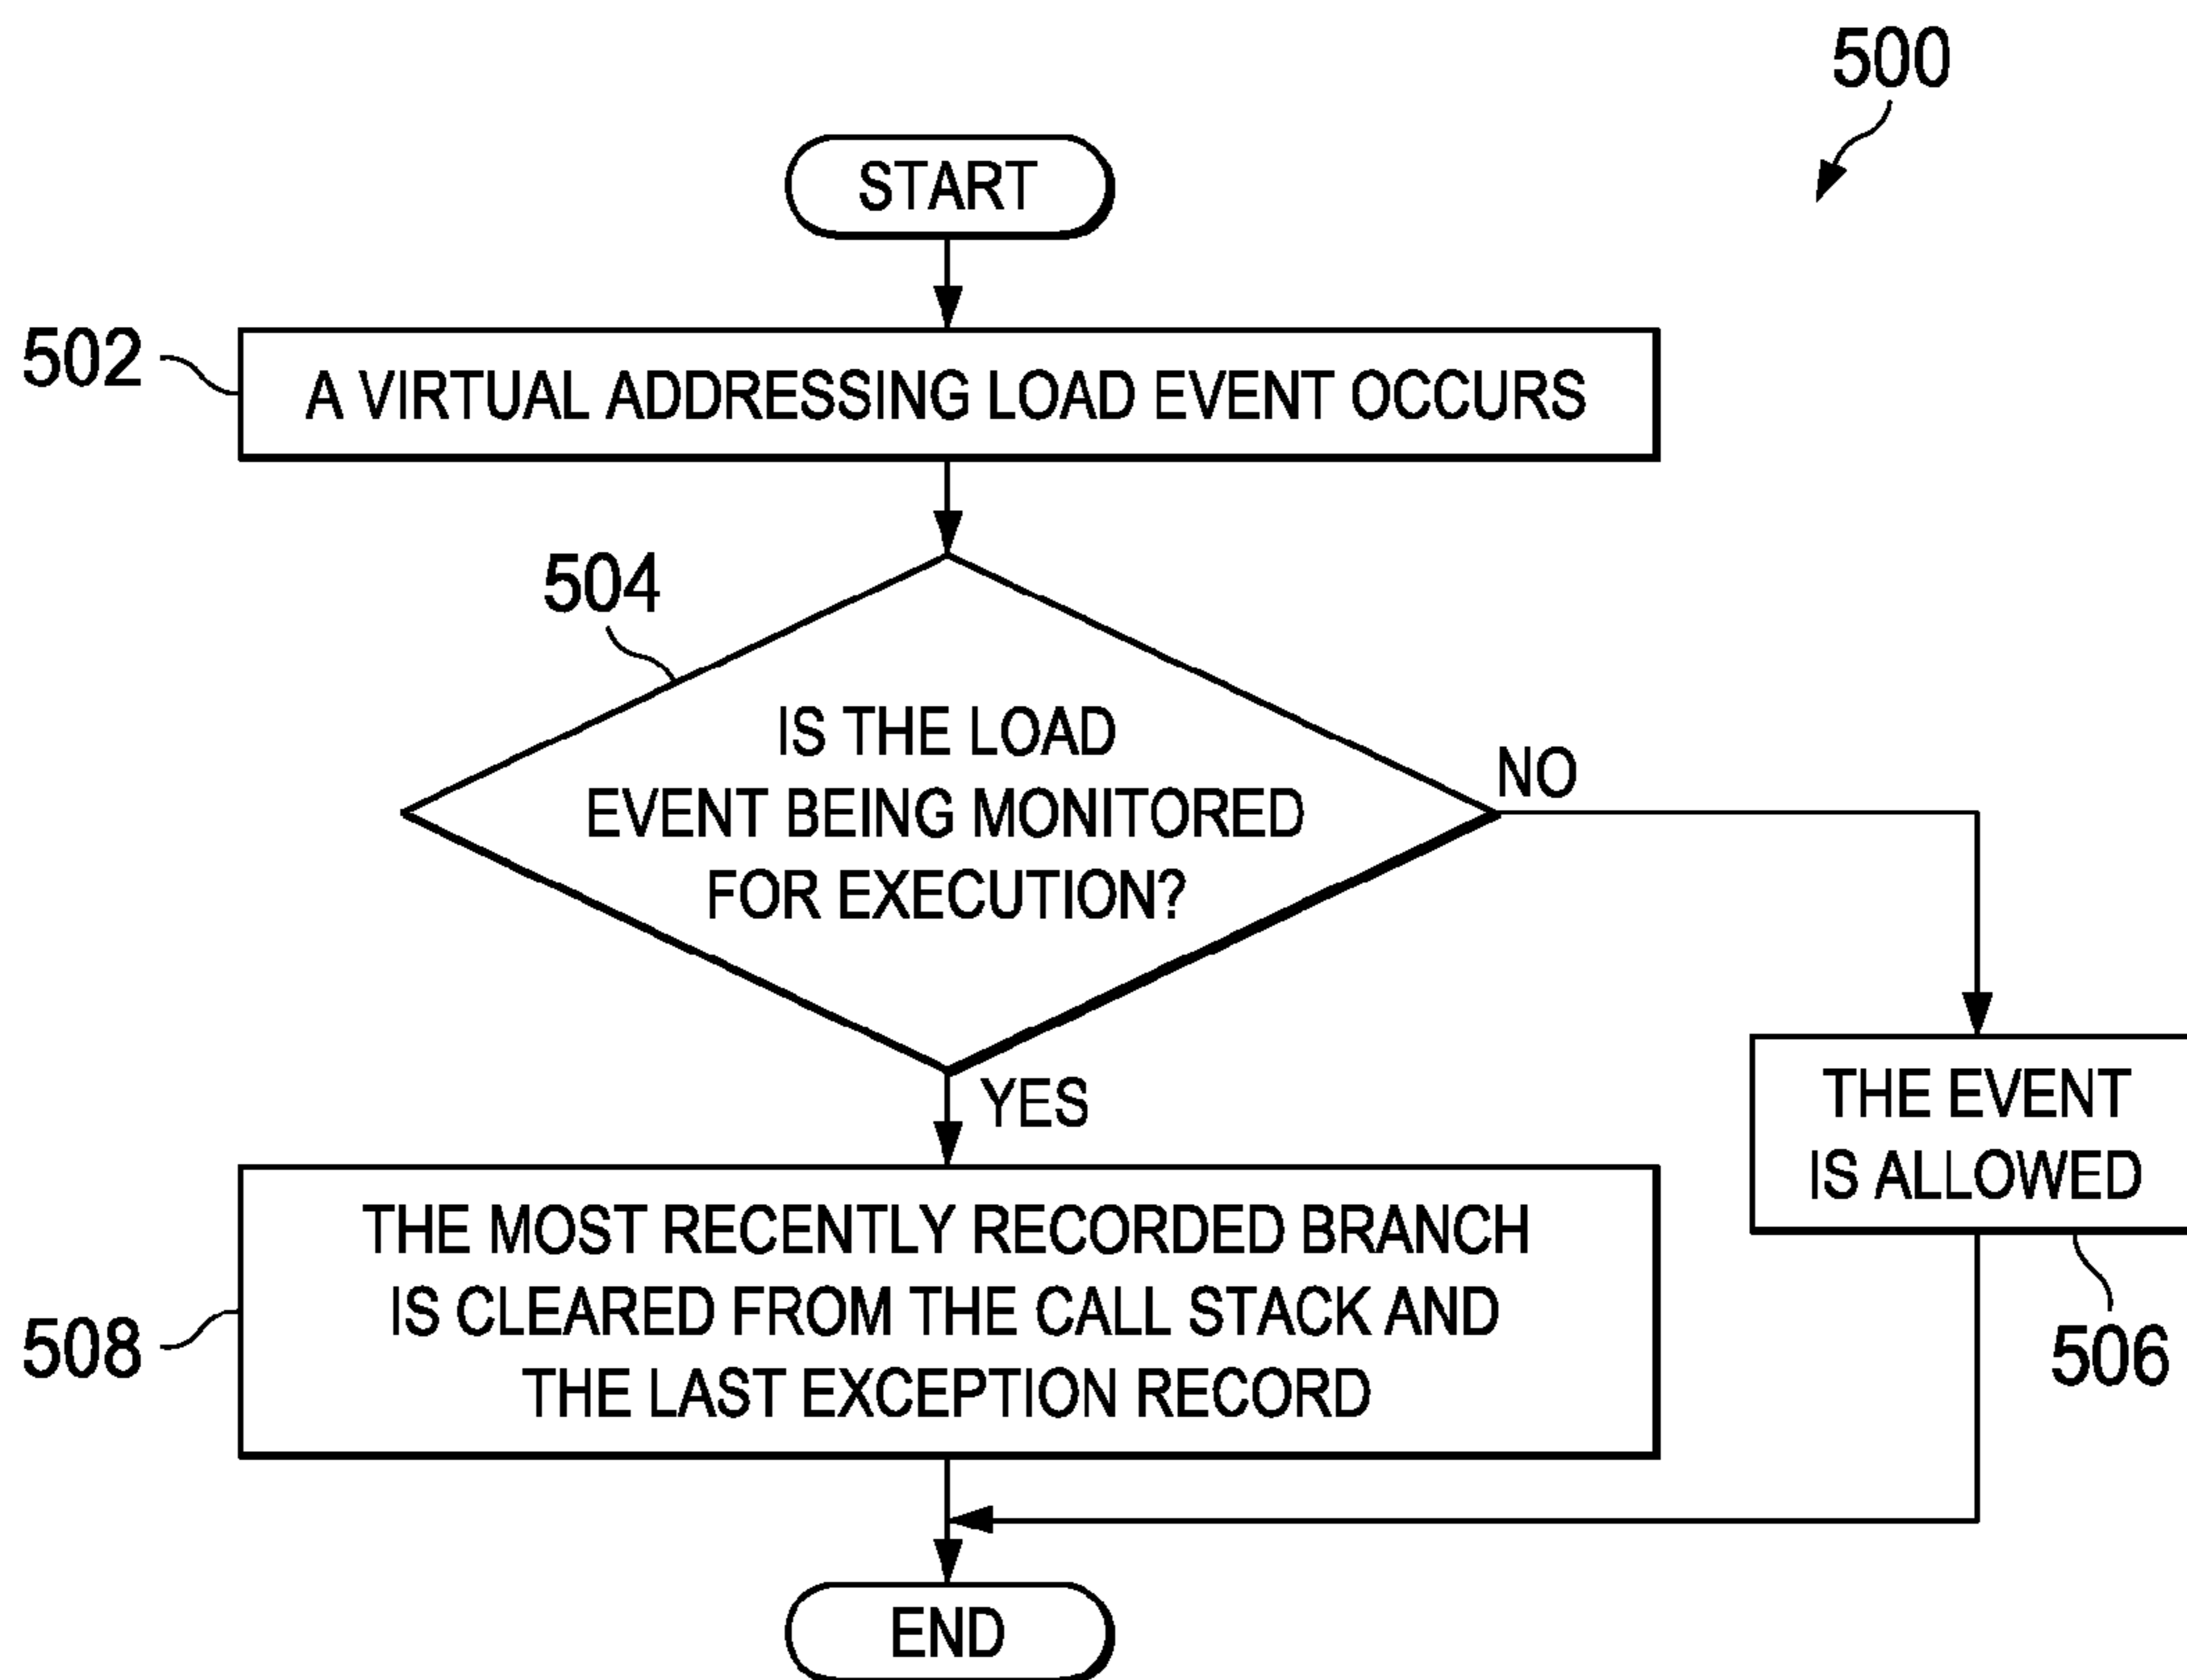 500
START
502
A VIRTUAL ADDRESSING LOAD EVENT OCCURS
504
IS THE LOAD
EVENT BEING MONITORED
FOR EXECUTION?
NO
YES
THE EVENT
IS ALLOWED
506
508
THE MOST RECENTLY RECORDED BRANCH
IS CLEARED FROM THE CALL STACK AND
THE LAST EXCEPTION RECORD
END